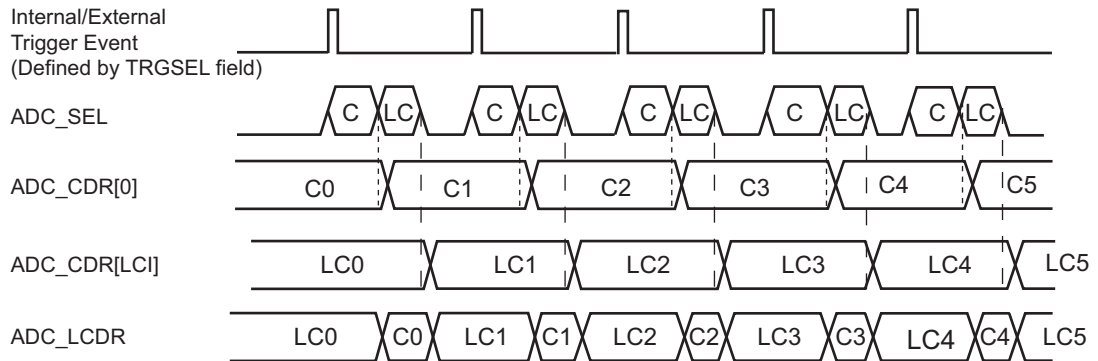 Internal/External
Trigger Event
(Defined by TRGSEL field)
ADC_SEL
C LC C LC C LC C LC C LC
ADC_CDR[0]
C0 C1 C2 C3 C4 C5
ADC_CDR[LCI]
LC0 LC1 LC2 LC3 LC4 LC5
ADC_LCDR
LC0 C0 LC1 C1 LC2 C2 LC3 C3 LC4 C4 LC5